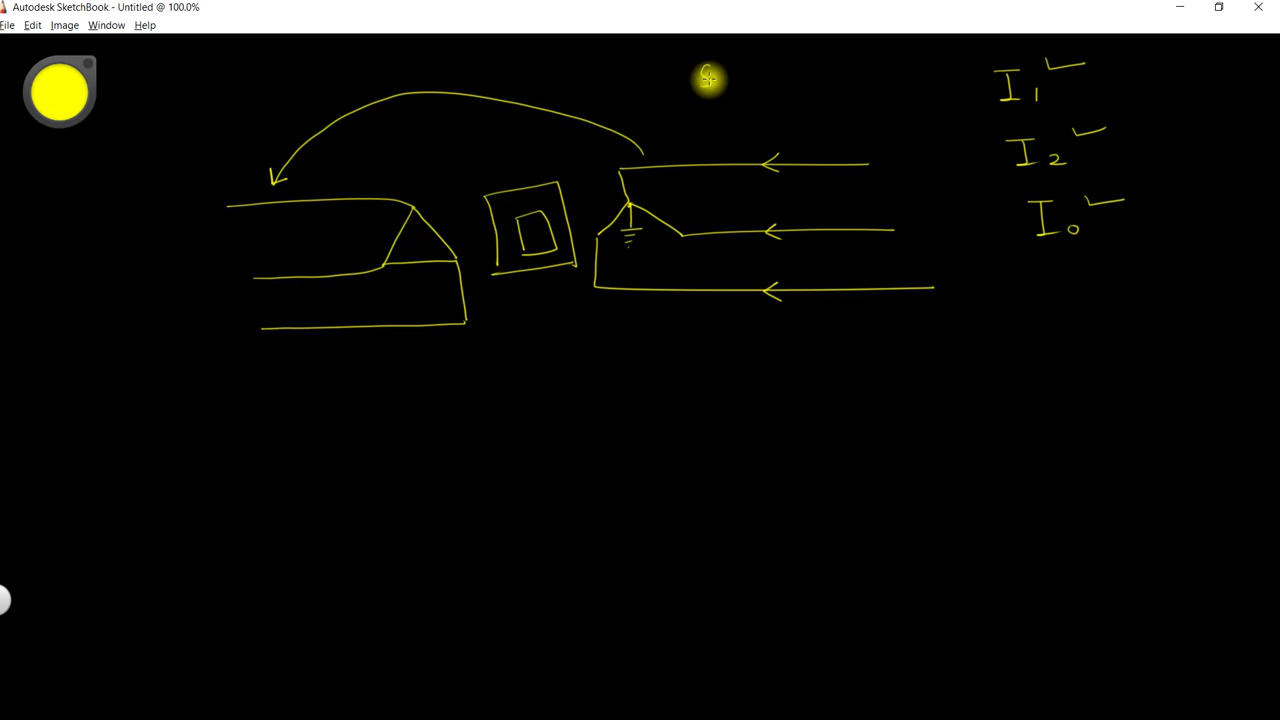 Autodesk SketchBook - Untitled @ 100.0%
File Edit Image Window Help
I₁
I₂
I₀